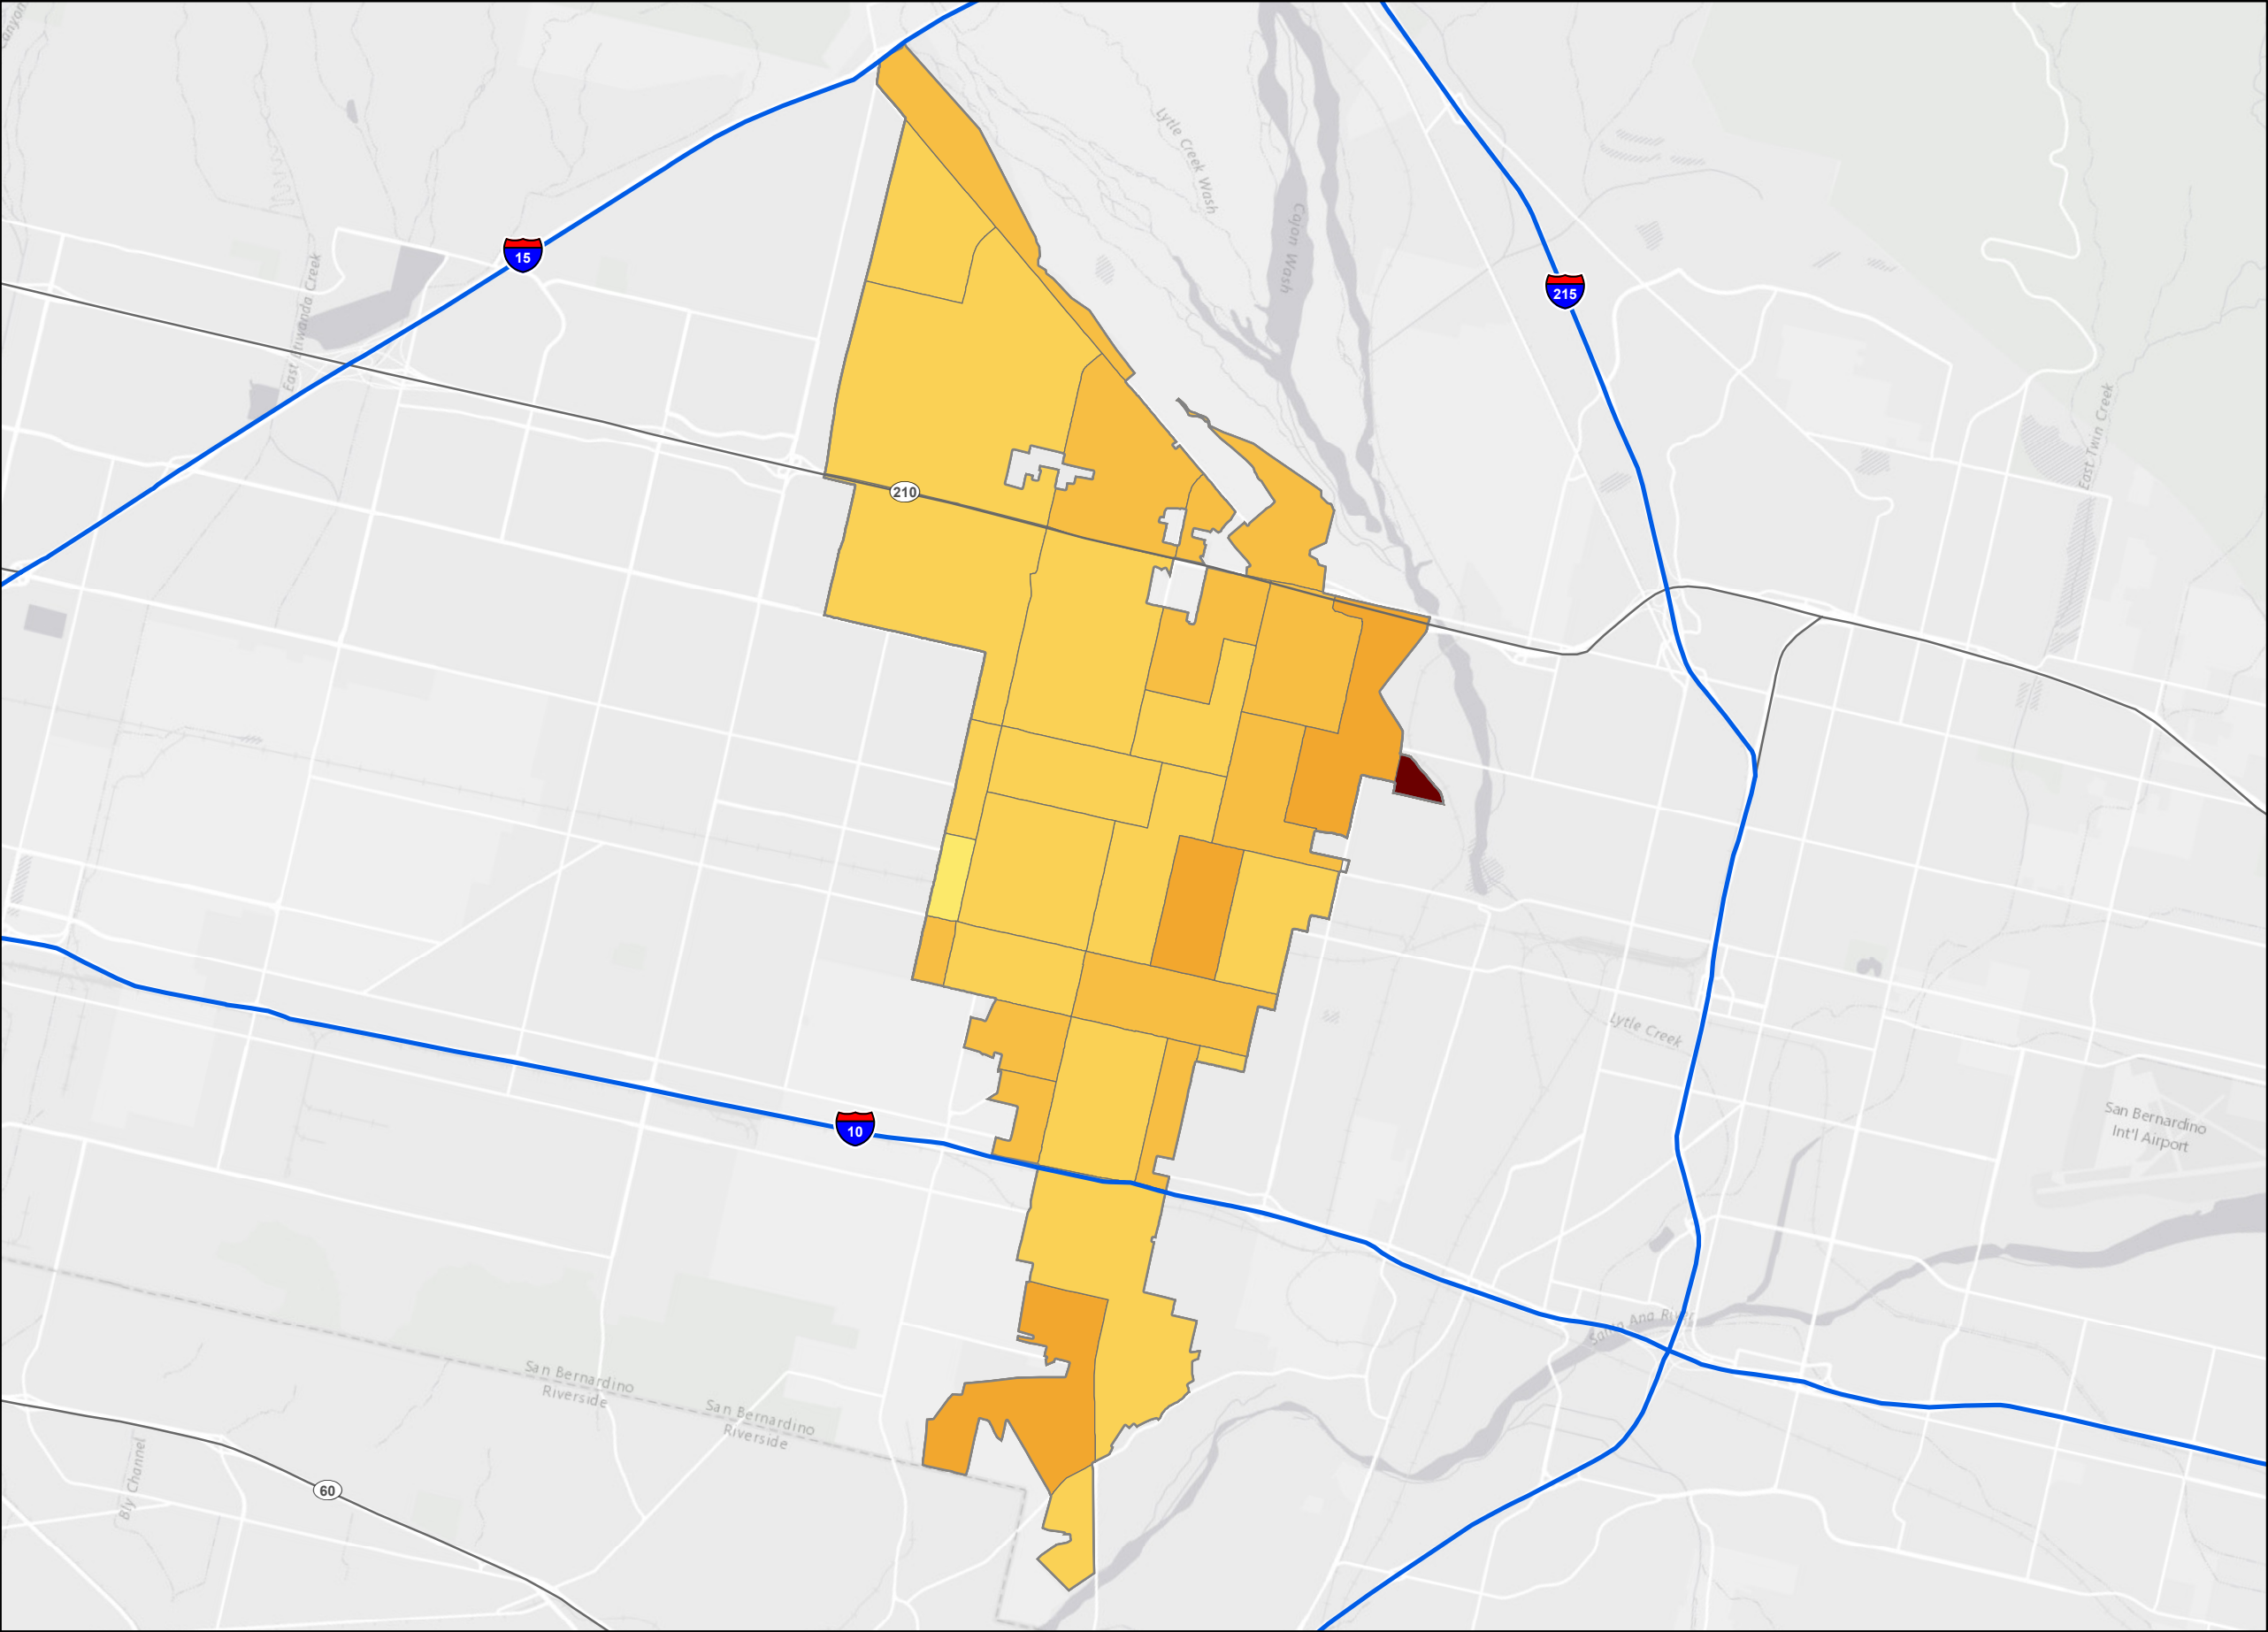 Canyon
Lytle Creek Wash
Cajon Wash
15
215
East Etiwanda Creek
East Twin Creek
210
Lytle Creek
San Bernardino
Int'l Airport
10
Santa Ana River
San Bernardino
Riverside
San Bernardino
Riverside
Bly Channel
60